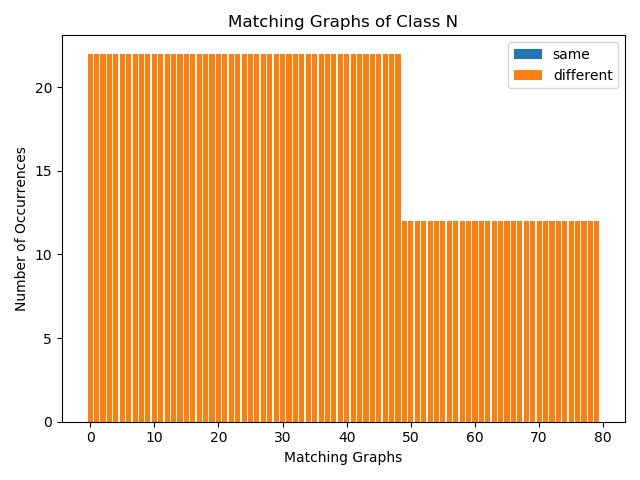 Matching Graphs of Class N
same
different
Number of Occurrences
20
15
10
5
0
0 10 20 30 40 50 60 70 80
Matching Graphs